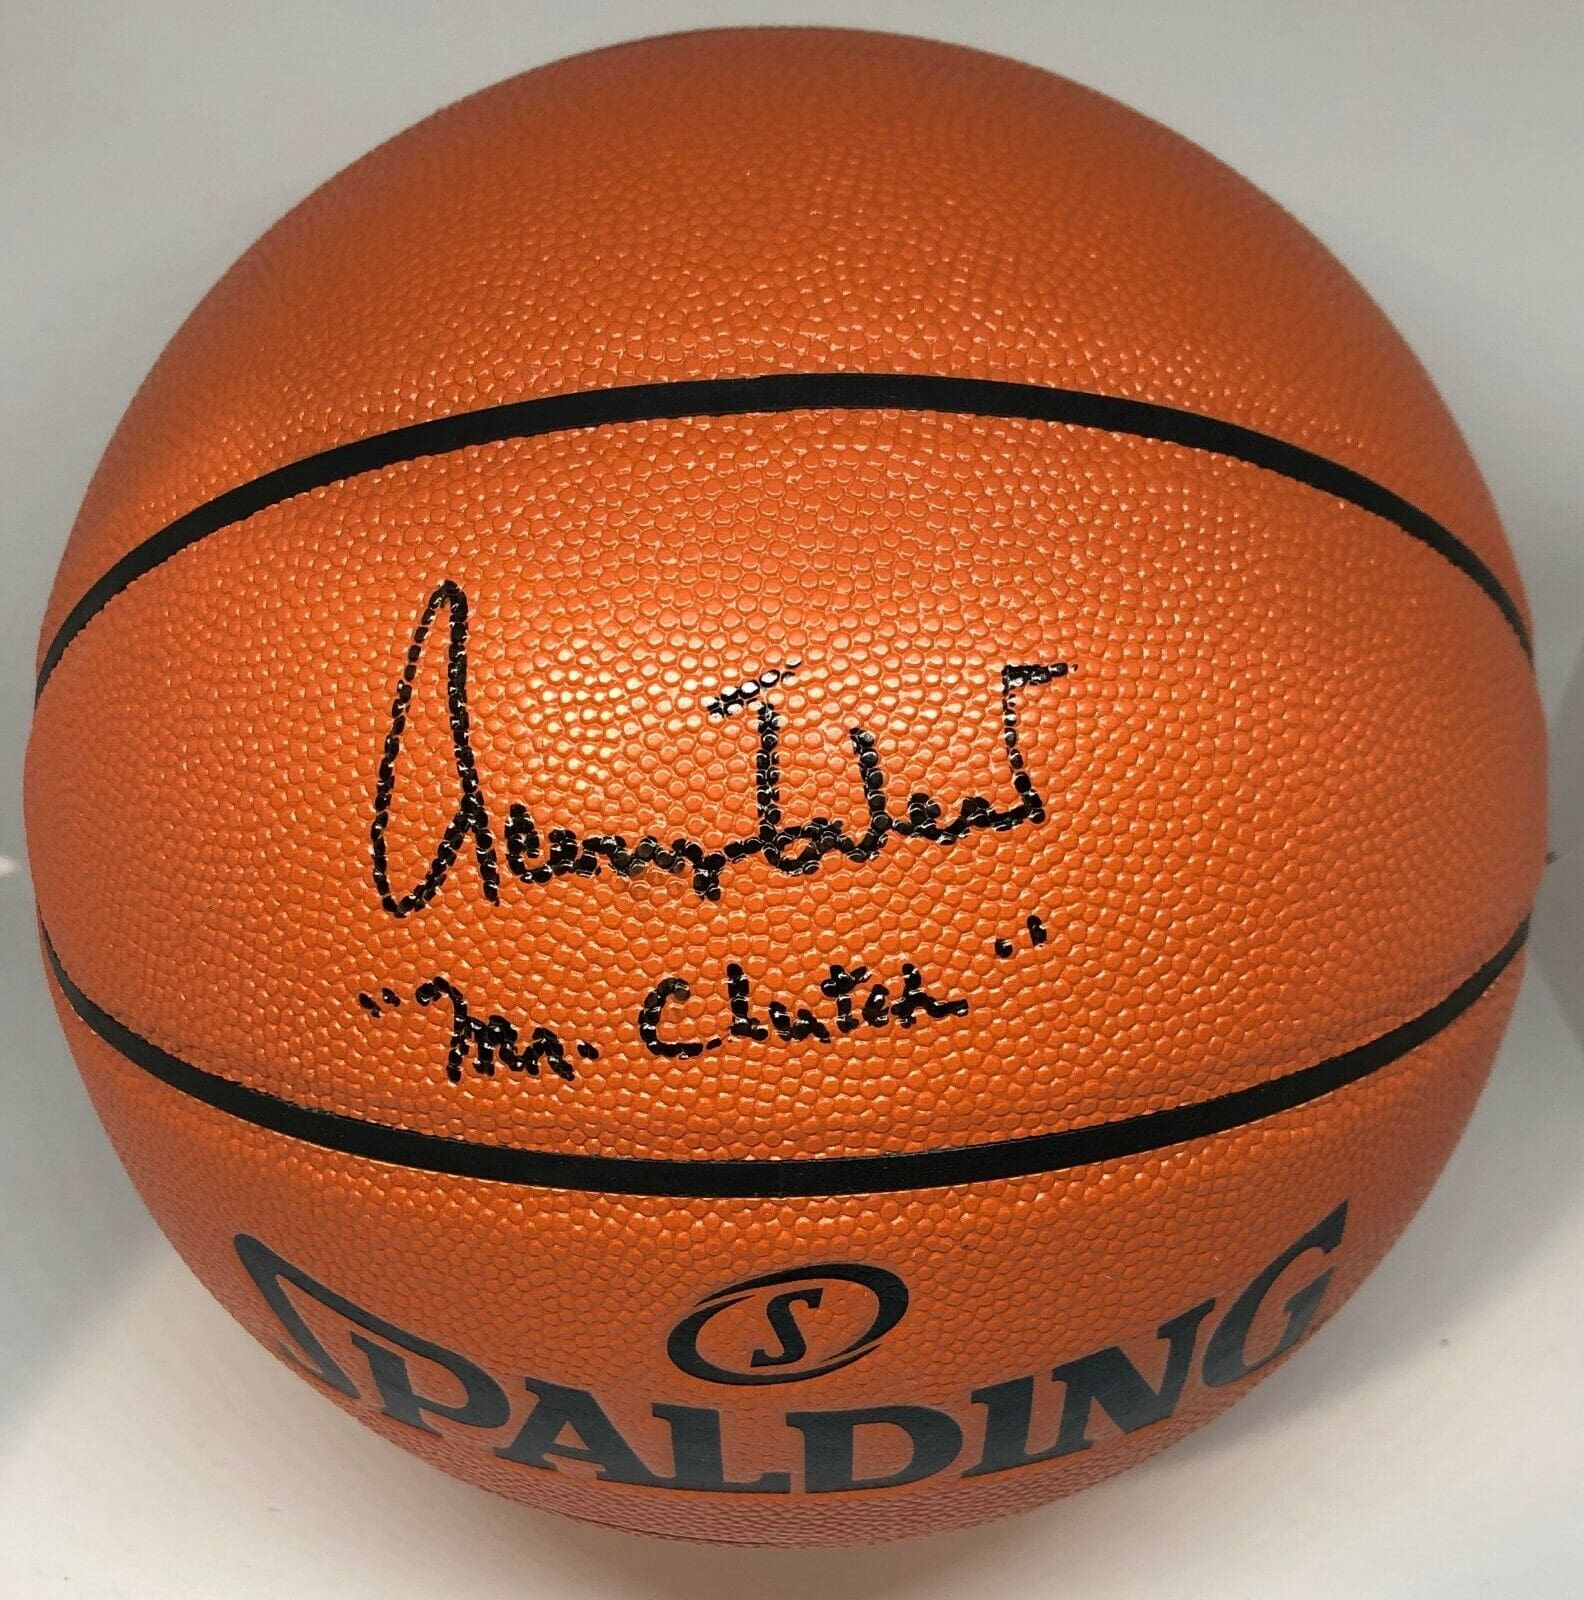 Jerry West
"Mr. Clutch"
S
SPALDING